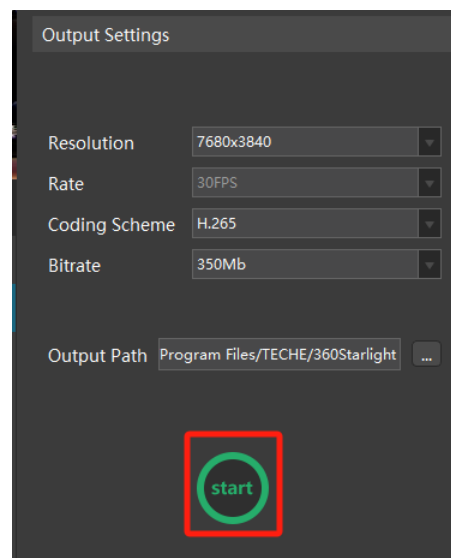 Output Settings
Resolution 7680x3840
Rate 30FPS
Coding Scheme H.265
Bitrate 350Mb
Output Path Program Files/TECHE/360Starlight ...
start